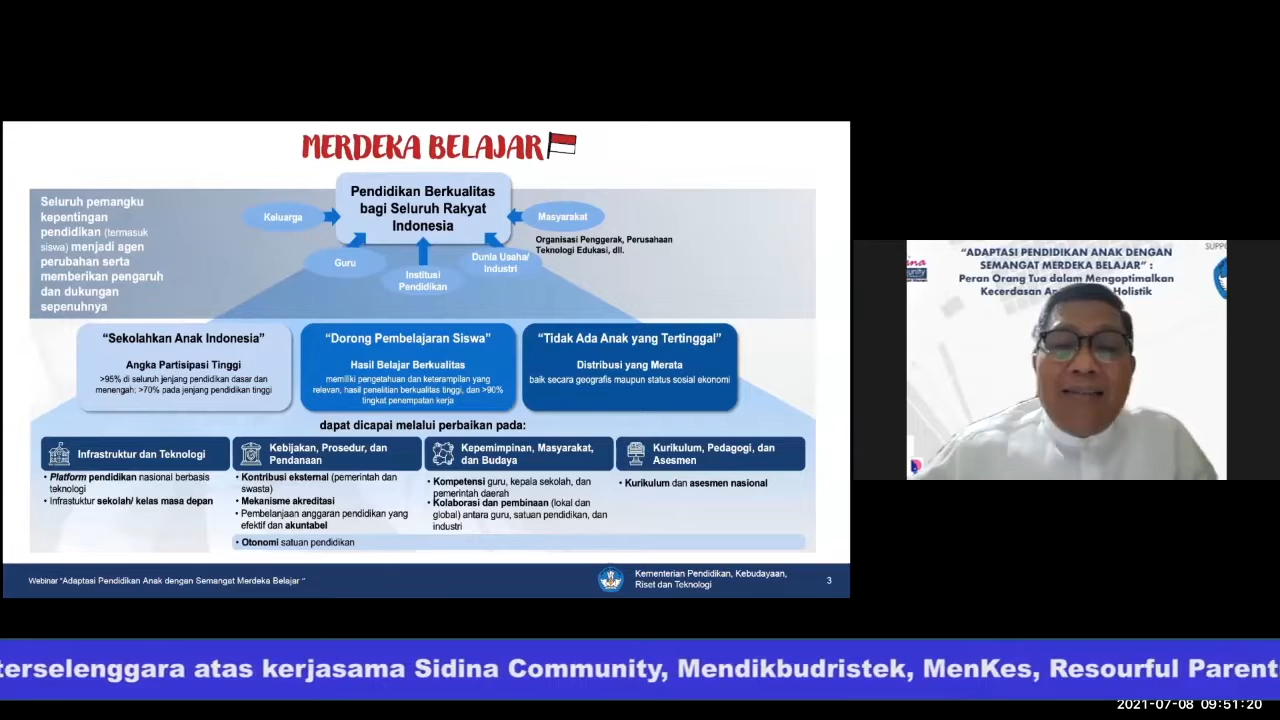 MERDEKA BELAJAR
Seluruh pemangku
kepentingan
pendidikan (termasuk
siswa) menjadi agen
perubahan serta
memberikan pengaruh
dan dukungan
sepenuhnya
Pendidikan Berkualitas
bagi Seluruh Rakyat
Indonesia
Keluarga
Masyarakat
Organisasi Penggerak, Perusahaan
Teknologi Edukasi, dll.
Guru
Institusi
Pendidikan
Dunia Usaha/
Industri
“Sekolahkan Anak Indonesia”
Angka Partisipasi Tinggi
>95% di seluruh jenjang pendidikan dasar dan
menengah; >70% pada jenjang pendidikan tinggi
“Dorong Pembelajaran Siswa”
Hasil Belajar Berkualitas
memiliki pengetahuan dan keterampilan yang
relevan, hasil penelitian berkualitas tinggi, dan >90%
tingkat penempatan kerja
“Tidak Ada Anak yang Tertinggal”
Distribusi yang Merata
baik secara geografis maupun status sosial ekonomi
dapat dicapai melalui perbaikan pada:
Infrastruktur dan Teknologi
• Platform pendidikan nasional berbasis
teknologi
• Infrastuktur sekolah/ kelas masa depan
Kebijakan, Prosedur, dan
Pendanaan
• Kontribusi eksternal (pemerintah dan
swasta)
• Mekanisme akreditasi
• Pembelanjaan anggaran pendidikan yang
efektif dan akuntabel
Kepemimpinan, Masyarakat,
dan Budaya
• Kompetensi guru, kepala sekolah, dan
pemerintah daerah
• Kolaborasi dan pembinaan (lokal dan
global) antara guru, satuan pendidikan, dan
industri
Kurikulum, Pedagogi, dan
Asesmen
• Kurikulum dan asesmen nasional
• Otonomi satuan pendidikan
Webinar “Adaptasi Pendidikan Anak dengan Semangat Merdeka Belajar ”
Kementerian Pendidikan, Kebudayaan,
Riset dan Teknologi
3
“ADAPTASI PENDIDIKAN ANAK DENGAN
SEMANGAT MERDEKA BELAJAR” :
Peran Orang Tua dalam Mengoptimalkan
Kecerdasan Holistik
terselenggara atas kerjasama Sidina Community, Mendikbudristek, MenKes, Resourful Parent
2021-07-08 09:51:20